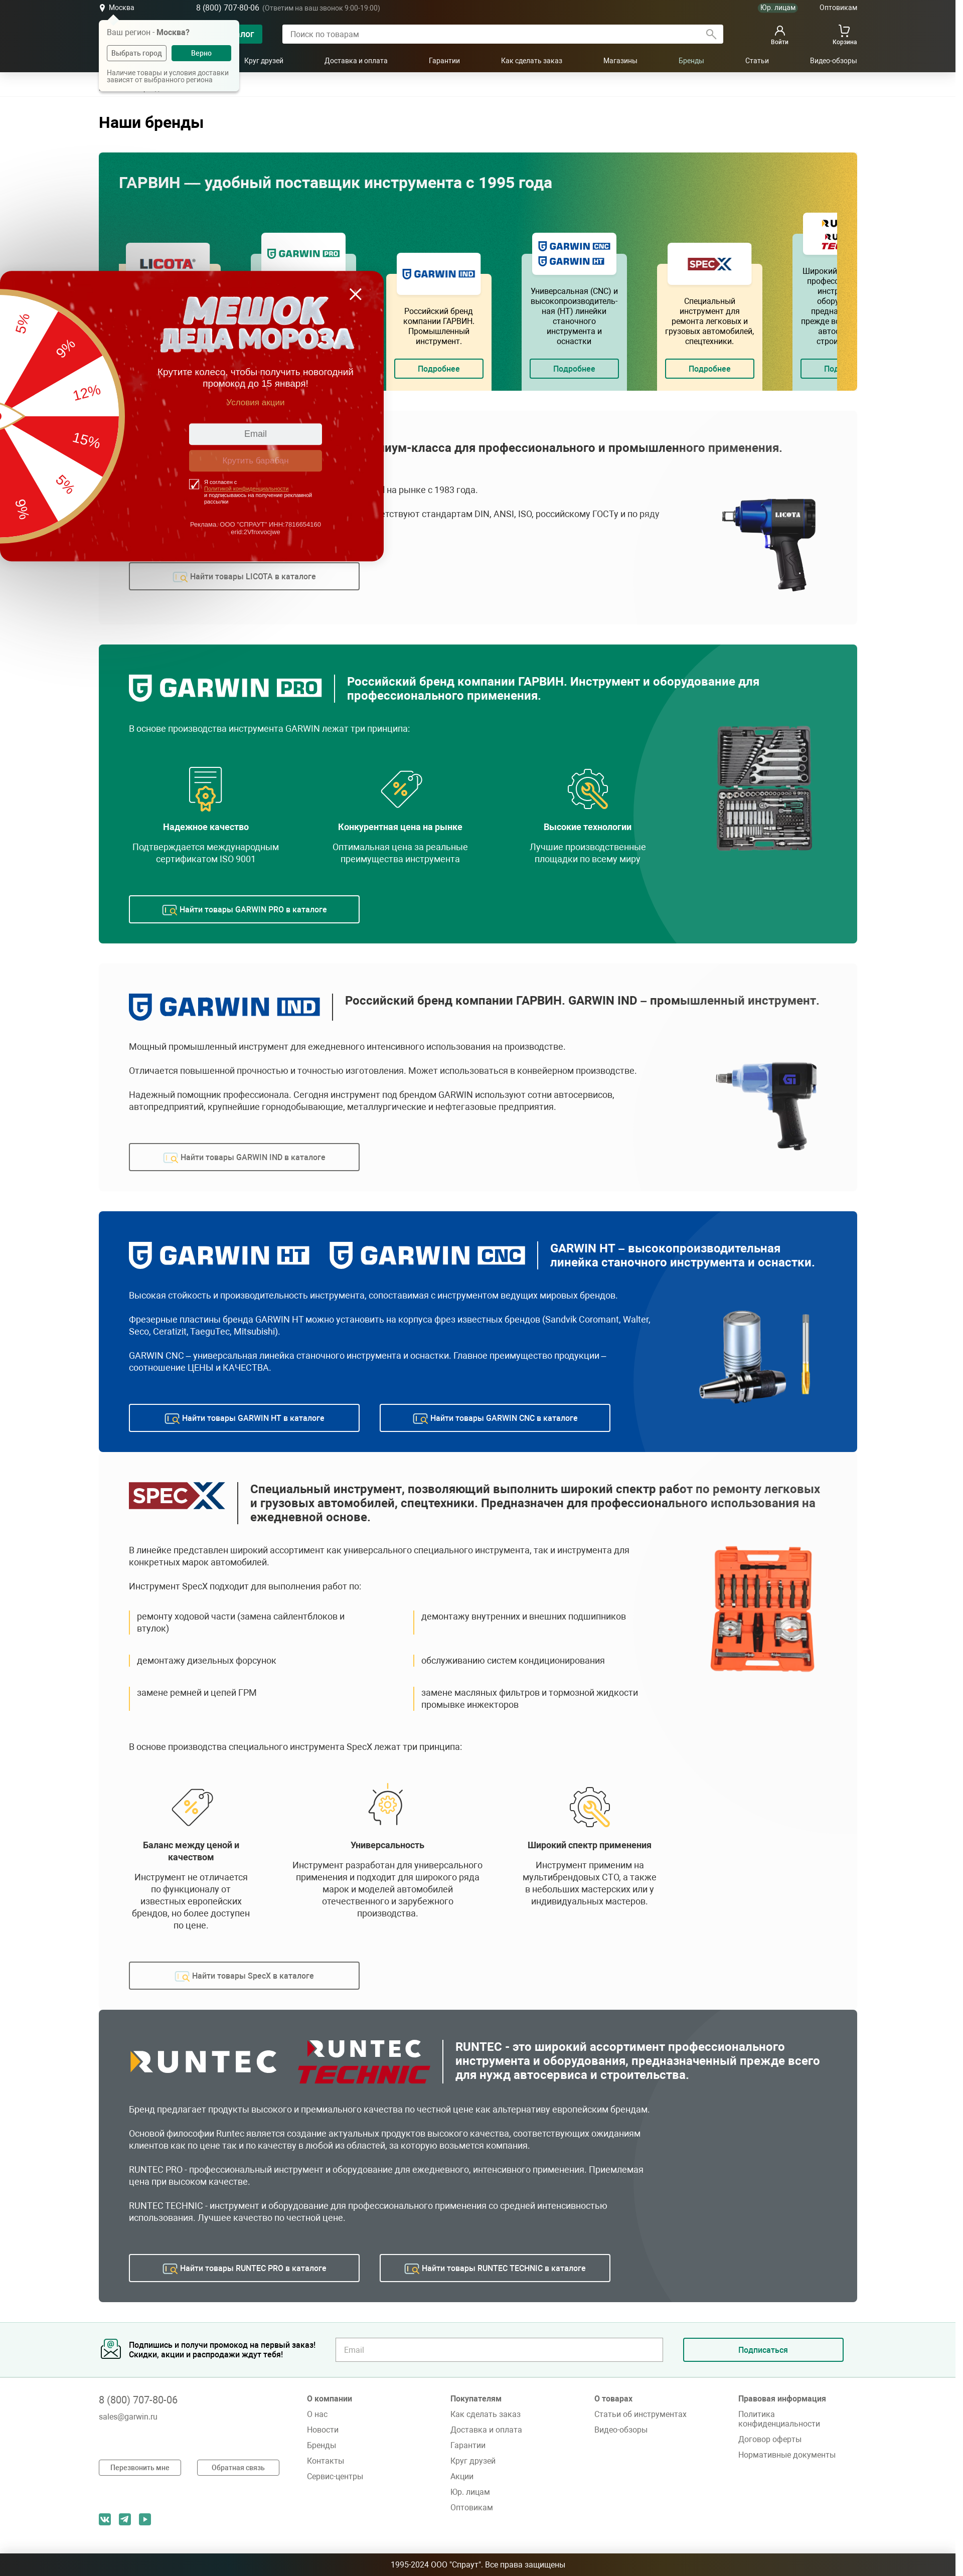 Москва
8 (800) 707-80-06 (Ответим на ваш звонок 9:00-19:00)
Юр. лицам
Оптовикам
Ваш регион - Москва?
Выбрать город
Верно
Наличие товары и условия доставки
зависят от выбранного региона
Поиск по товарам
Войти
Корзина
Круг друзей
Доставка и оплата
Гарантии
Как сделать заказ
Магазины
Бренды
Статьи
Видео-обзоры
Наши бренды
ГАРВИН — удобный поставщик инструмента с 1995 года
LICOTA
GARWIN PRO
GARWIN IND
Российский бренд
компании ГАРВИН.
Промышленный
инструмент.
Подробнее
GARWIN CNC
GARWIN HT
Универсальная (CNC) и
высокопроизводитель-
ная (HT) линейки
станочного
инструмента и
оснастки
Подробнее
SPECX
Специальный
инструмент для
ремонта легковых и
грузовых автомобилей,
спецтехники.
Подробнее
5%
9%
12%
15%
5%
9%
МЕШОК
ДЕДА МОРОЗА
Крутите колесо, чтобы получить новогодний
промокод до 15 января!
Условия акции
Email
Крутить барабан
Я согласен с
Политикой конфиденциальности
и подписываюсь на получение рекламной
рассылки
Реклама. ООО "СПРАУТ" ИНН:7816654160
erid:2Vfnxvocjwe
для профессионального и промышленного применения.
на рынке с 1983 года.
стандартам DIN, ANSI, ISO, российскому ГОСТу и по ряду
LICOTA
Найти товары LICOTA в каталоге
GARWIN PRO
Российский бренд компании ГАРВИН. Инструмент и оборудование для
профессионального применения.
В основе производства инструмента GARWIN лежат три принципа:
Надежное качество
Подтверждается международным
сертификатом ISO 9001
Конкурентная цена на рынке
Оптимальная цена за реальные
преимущества инструмента
Высокие технологии
Лучшие производственные
площадки по всему миру
Найти товары GARWIN PRO в каталоге
GARWIN IND
Российский бренд компании ГАРВИН. GARWIN IND – промышленный инструмент.
Мощный промышленный инструмент для ежедневного интенсивного использования на производстве.
Отличается повышенной прочностью и точностью изготовления. Может использоваться в конвейерном производстве.
Надежный помощник профессионала. Сегодня инструмент под брендом GARWIN используют сотни автосервисов,
автопредприятий, крупнейшие горнодобывающие, металлургические и нефтегазовые предприятия.
Найти товары GARWIN IND в каталоге
GARWIN HT
GARWIN CNC
GARWIN HT – высокопроизводительная
линейка станочного инструмента и оснастки.
Высокая стойкость и производительность инструмента, сопоставимая с инструментом ведущих мировых брендов.
Фрезерные пластины бренда GARWIN HT можно установить на корпуса фрез известных брендов (Sandvik Coromant, Walter,
Seco, Ceratizit, TaeguTec, Mitsubishi).
GARWIN CNC – универсальная линейка станочного инструмента и оснастки. Главное преимущество продукции –
соотношение ЦЕНЫ и КАЧЕСТВА.
Найти товары GARWIN HT в каталоге
Найти товары GARWIN CNC в каталоге
SPECX
Специальный инструмент, позволяющий выполнить широкий спектр работ по ремонту легковых
и грузовых автомобилей, спецтехники. Предназначен для профессионального использования на
ежедневной основе.
В линейке представлен широкий ассортимент как универсального специального инструмента, так и инструмента для
конкретных марок автомобилей.
Инструмент SpecX подходит для выполнения работ по:
ремонту ходовой части (замена сайлентблоков и
втулок)
демонтажу внутренних и внешних подшипников
демонтажу дизельных форсунок
обслуживанию систем кондиционирования
замене ремней и цепей ГРМ
замене масляных фильтров и тормозной жидкости
промывке инжекторов
В основе производства специального инструмента SpecX лежат три принципа:
Баланс между ценой и
качеством
Инструмент не отличается
по функционалу от
известных европейских
брендов, но более доступен
по цене.
Универсальность
Инструмент разработан для универсального
применения и подходит для широкого ряда
марок и моделей автомобилей
отечественного и зарубежного
производства.
Широкий спектр применения
Инструмент применим на
мультибрендовых СТО, а также
в небольших мастерских или у
индивидуальных мастеров.
Найти товары SpecX в каталоге
RUNTEC
RUNTEC
TECHNIC
RUNTEC - это широкий ассортимент профессионального
инструмента и оборудования, предназначенный прежде всего
для нужд автосервиса и строительства.
Бренд предлагает продукты высокого и премиального качества по честной цене как альтернативу европейским брендам.
Основой философии Runtec является создание актуальных продуктов высокого качества, соответствующих ожиданиям
клиентов как по цене так и по качеству в любой из областей, за которую возьмется компания.
RUNTEC PRO - профессиональный инструмент и оборудование для ежедневного, интенсивного применения. Приемлемая
цена при высоком качестве.
RUNTEC TECHNIC - инструмент и оборудование для профессионального применения со средней интенсивностью
использования. Лучшее качество по честной цене.
Найти товары RUNTEC PRO в каталоге
Найти товары RUNTEC TECHNIC в каталоге
Подпишись и получи промокод на первый заказ!
Скидки, акции и распродажи ждут тебя!
Email
Подписаться
8 (800) 707-80-06
sales@garwin.ru
Перезвонить мне
Обратная связь
О компании
О нас
Новости
Бренды
Контакты
Сервис-центры
Покупателям
Как сделать заказ
Доставка и оплата
Гарантии
Круг друзей
Акции
Юр. лицам
Оптовикам
О товарах
Статьи об инструментах
Видео-обзоры
Правовая информация
Политика
конфиденциальности
Договор оферты
Нормативные документы
1995-2024 ООО "Спраут". Все права защищены